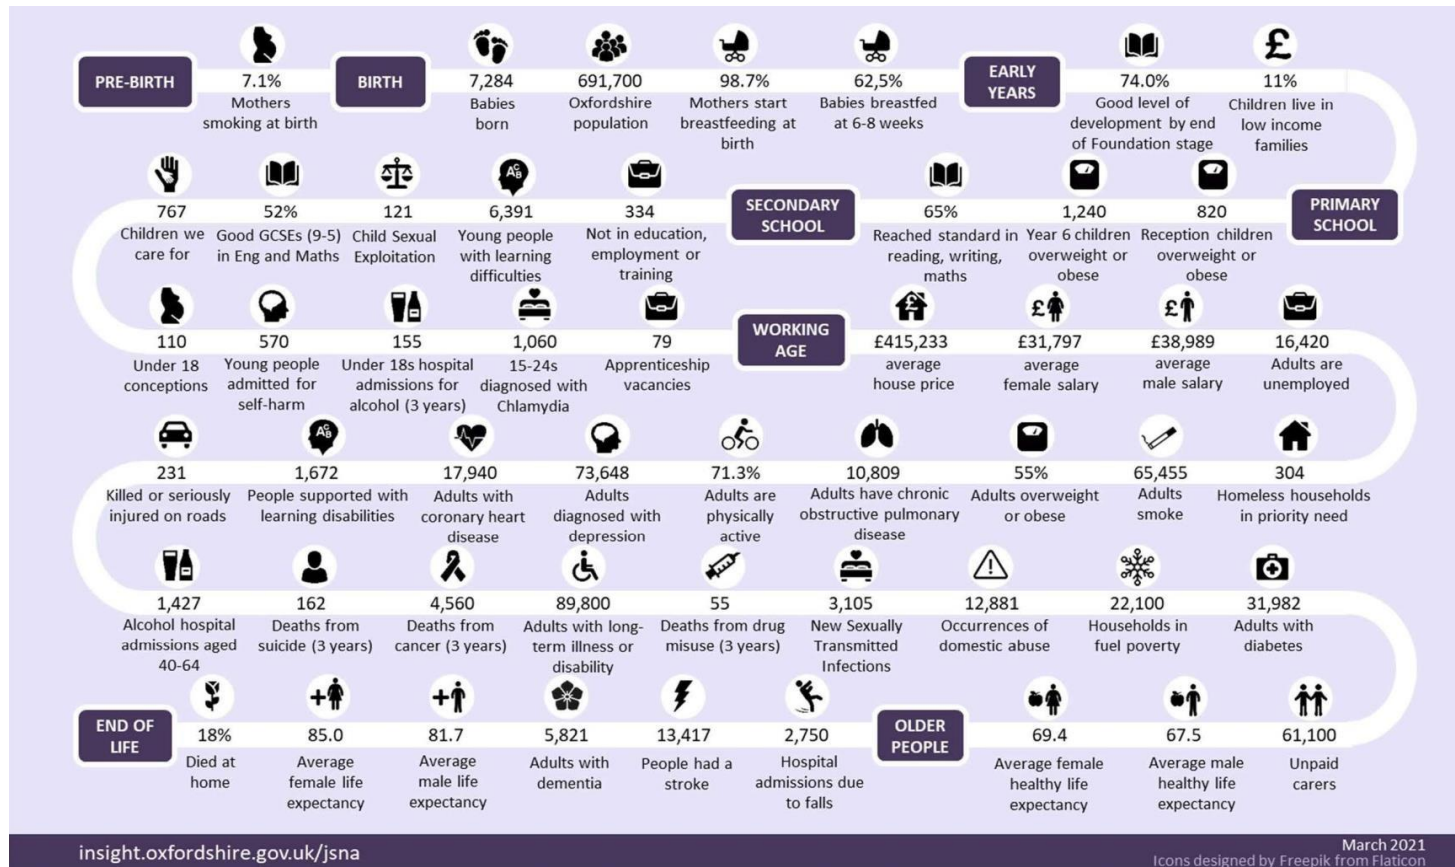 PRE-BIRTH
7.1%
Mothers
smoking at birth
BIRTH
7,284
Babies
born
691,700
Oxfordshire
population
98.7%
Mothers start
breastfeeding at
birth
62,5%
Babies breastfed
at 6-8 weeks
EARLY
YEARS
74.0%
Good level of
development by end
of Foundation stage
11%
Children live in
low income
families
PRIMARY
SCHOOL
820
Reception children
overweight or
obese
1,240
Year 6 children
overweight or
obese
65%
Reached standard in
reading, writing,
maths
SECONDARY
SCHOOL
334
Not in education,
employment or
training
6,391
Young people
with learning
difficulties
121
Child Sexual
Exploitation
52%
Good GCSEs (9-5)
in Eng and Maths
767
Children we
care for
110
Under 18
conceptions
570
Young people
admitted for
self-harm
155
Under 18s hospital
admissions for
alcohol (3 years)
1,060
15-24s
diagnosed with
Chlamydia
79
Apprenticeship
vacancies
WORKING
AGE
£415,233
average
house price
£31,797
average
female salary
£38,989
average
male salary
16,420
Adults are
unemployed
304
Homeless households
in priority need
65,455
Adults
smoke
55%
Adults overweight
or obese
10,809
Adults have chronic
obstructive pulmonary
disease
71.3%
Adults are
physically
active
73,648
Adults
diagnosed with
depression
17,940
Adults with
coronary heart
disease
1,672
People supported with
learning disabilities
231
Killed or seriously
injured on roads
1,427
Alcohol hospital
admissions aged
40-64
162
Deaths from
suicide (3 years)
4,560
Deaths from
cancer (3 years)
89,800
Adults with long-
term illness or
disability
55
Deaths from drug
misuse (3 years)
3,105
New Sexually
Transmitted
Infections
12,881
Occurrences of
domestic abuse
22,100
Households in
fuel poverty
31,982
Adults with
diabetes
61,100
Unpaid
carers
67.5
Average male
healthy life
expectancy
69.4
Average female
healthy life
expectancy
OLDER
PEOPLE
2,750
Hospital
admissions due
to falls
13,417
People had a
stroke
5,821
Adults with
dementia
81.7
Average
male life
expectancy
85.0
Average
female life
expectancy
18%
Died at
home
END OF
LIFE
insight.oxfordshire.gov.uk/jsna
March 2021
Icons designed by Freepik from Flaticon